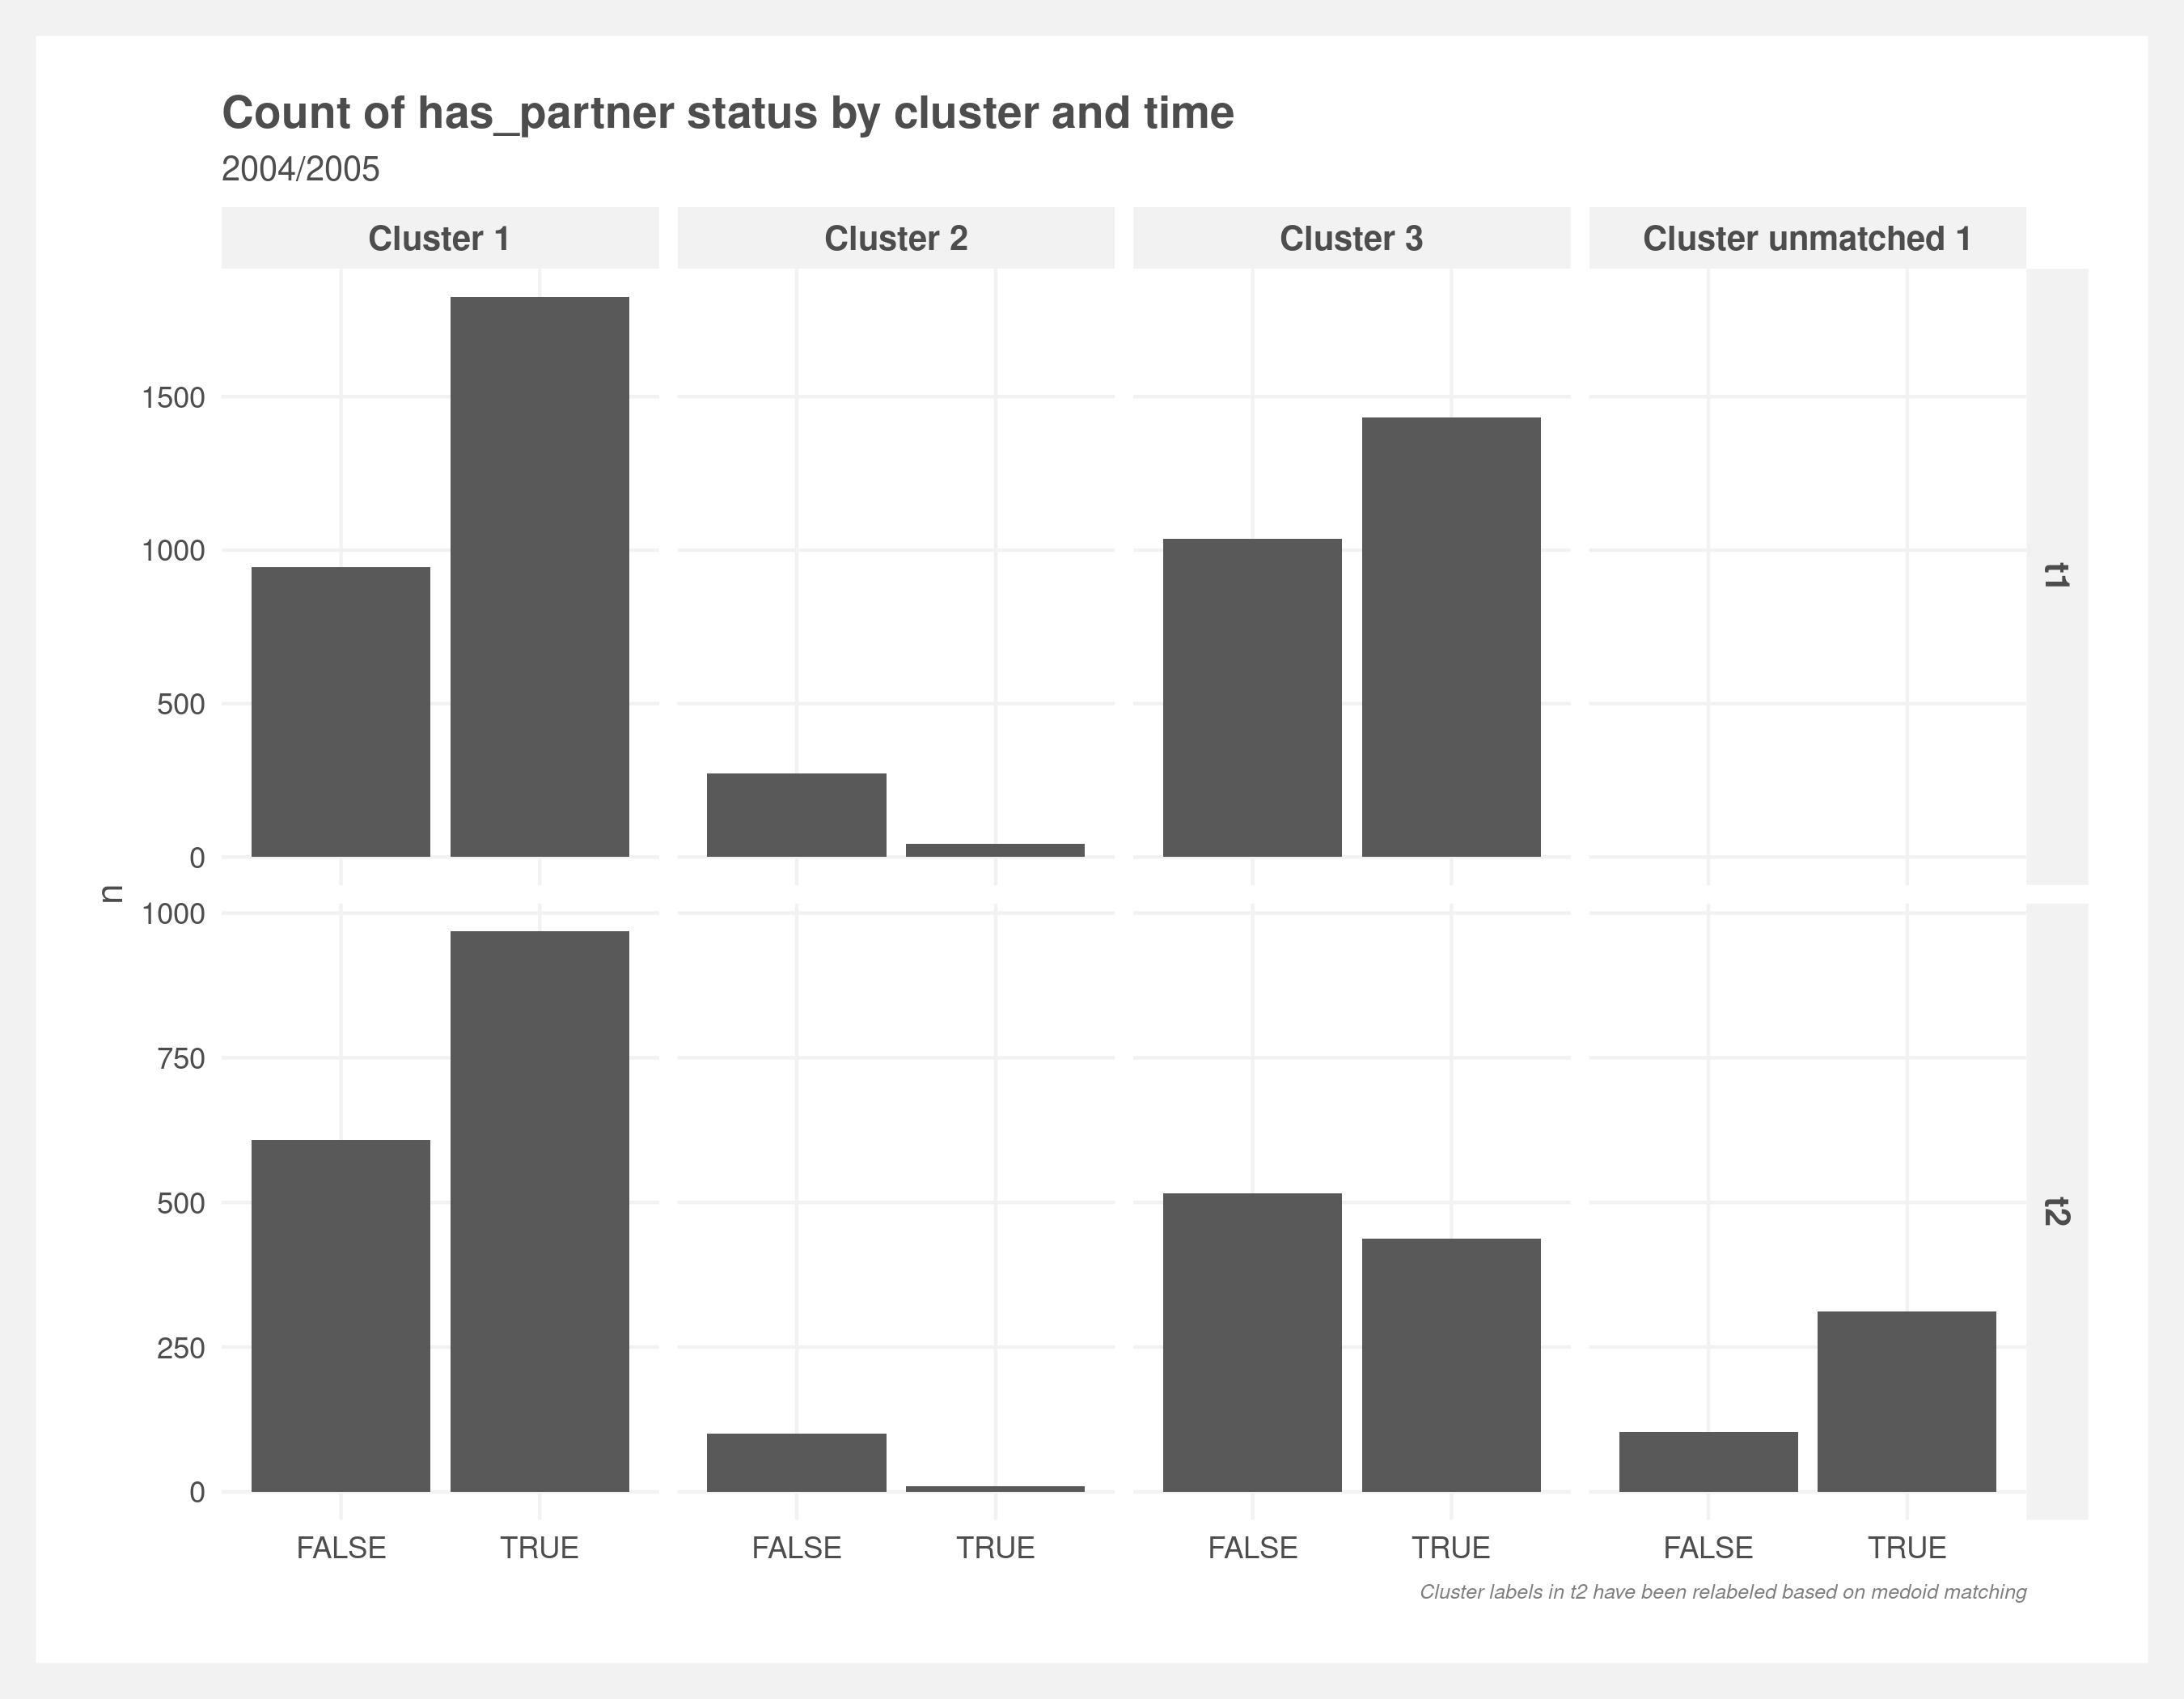 Count of has_partner status by cluster and time
2004/2005
Cluster 1
Cluster 2
Cluster 3
Cluster unmatched 1
1500
1000
500
0
t1
n
1000
750
500
250
0
t2
FALSE TRUE FALSE TRUE FALSE TRUE FALSE TRUE
Cluster labels in t2 have been relabeled based on medoid matching